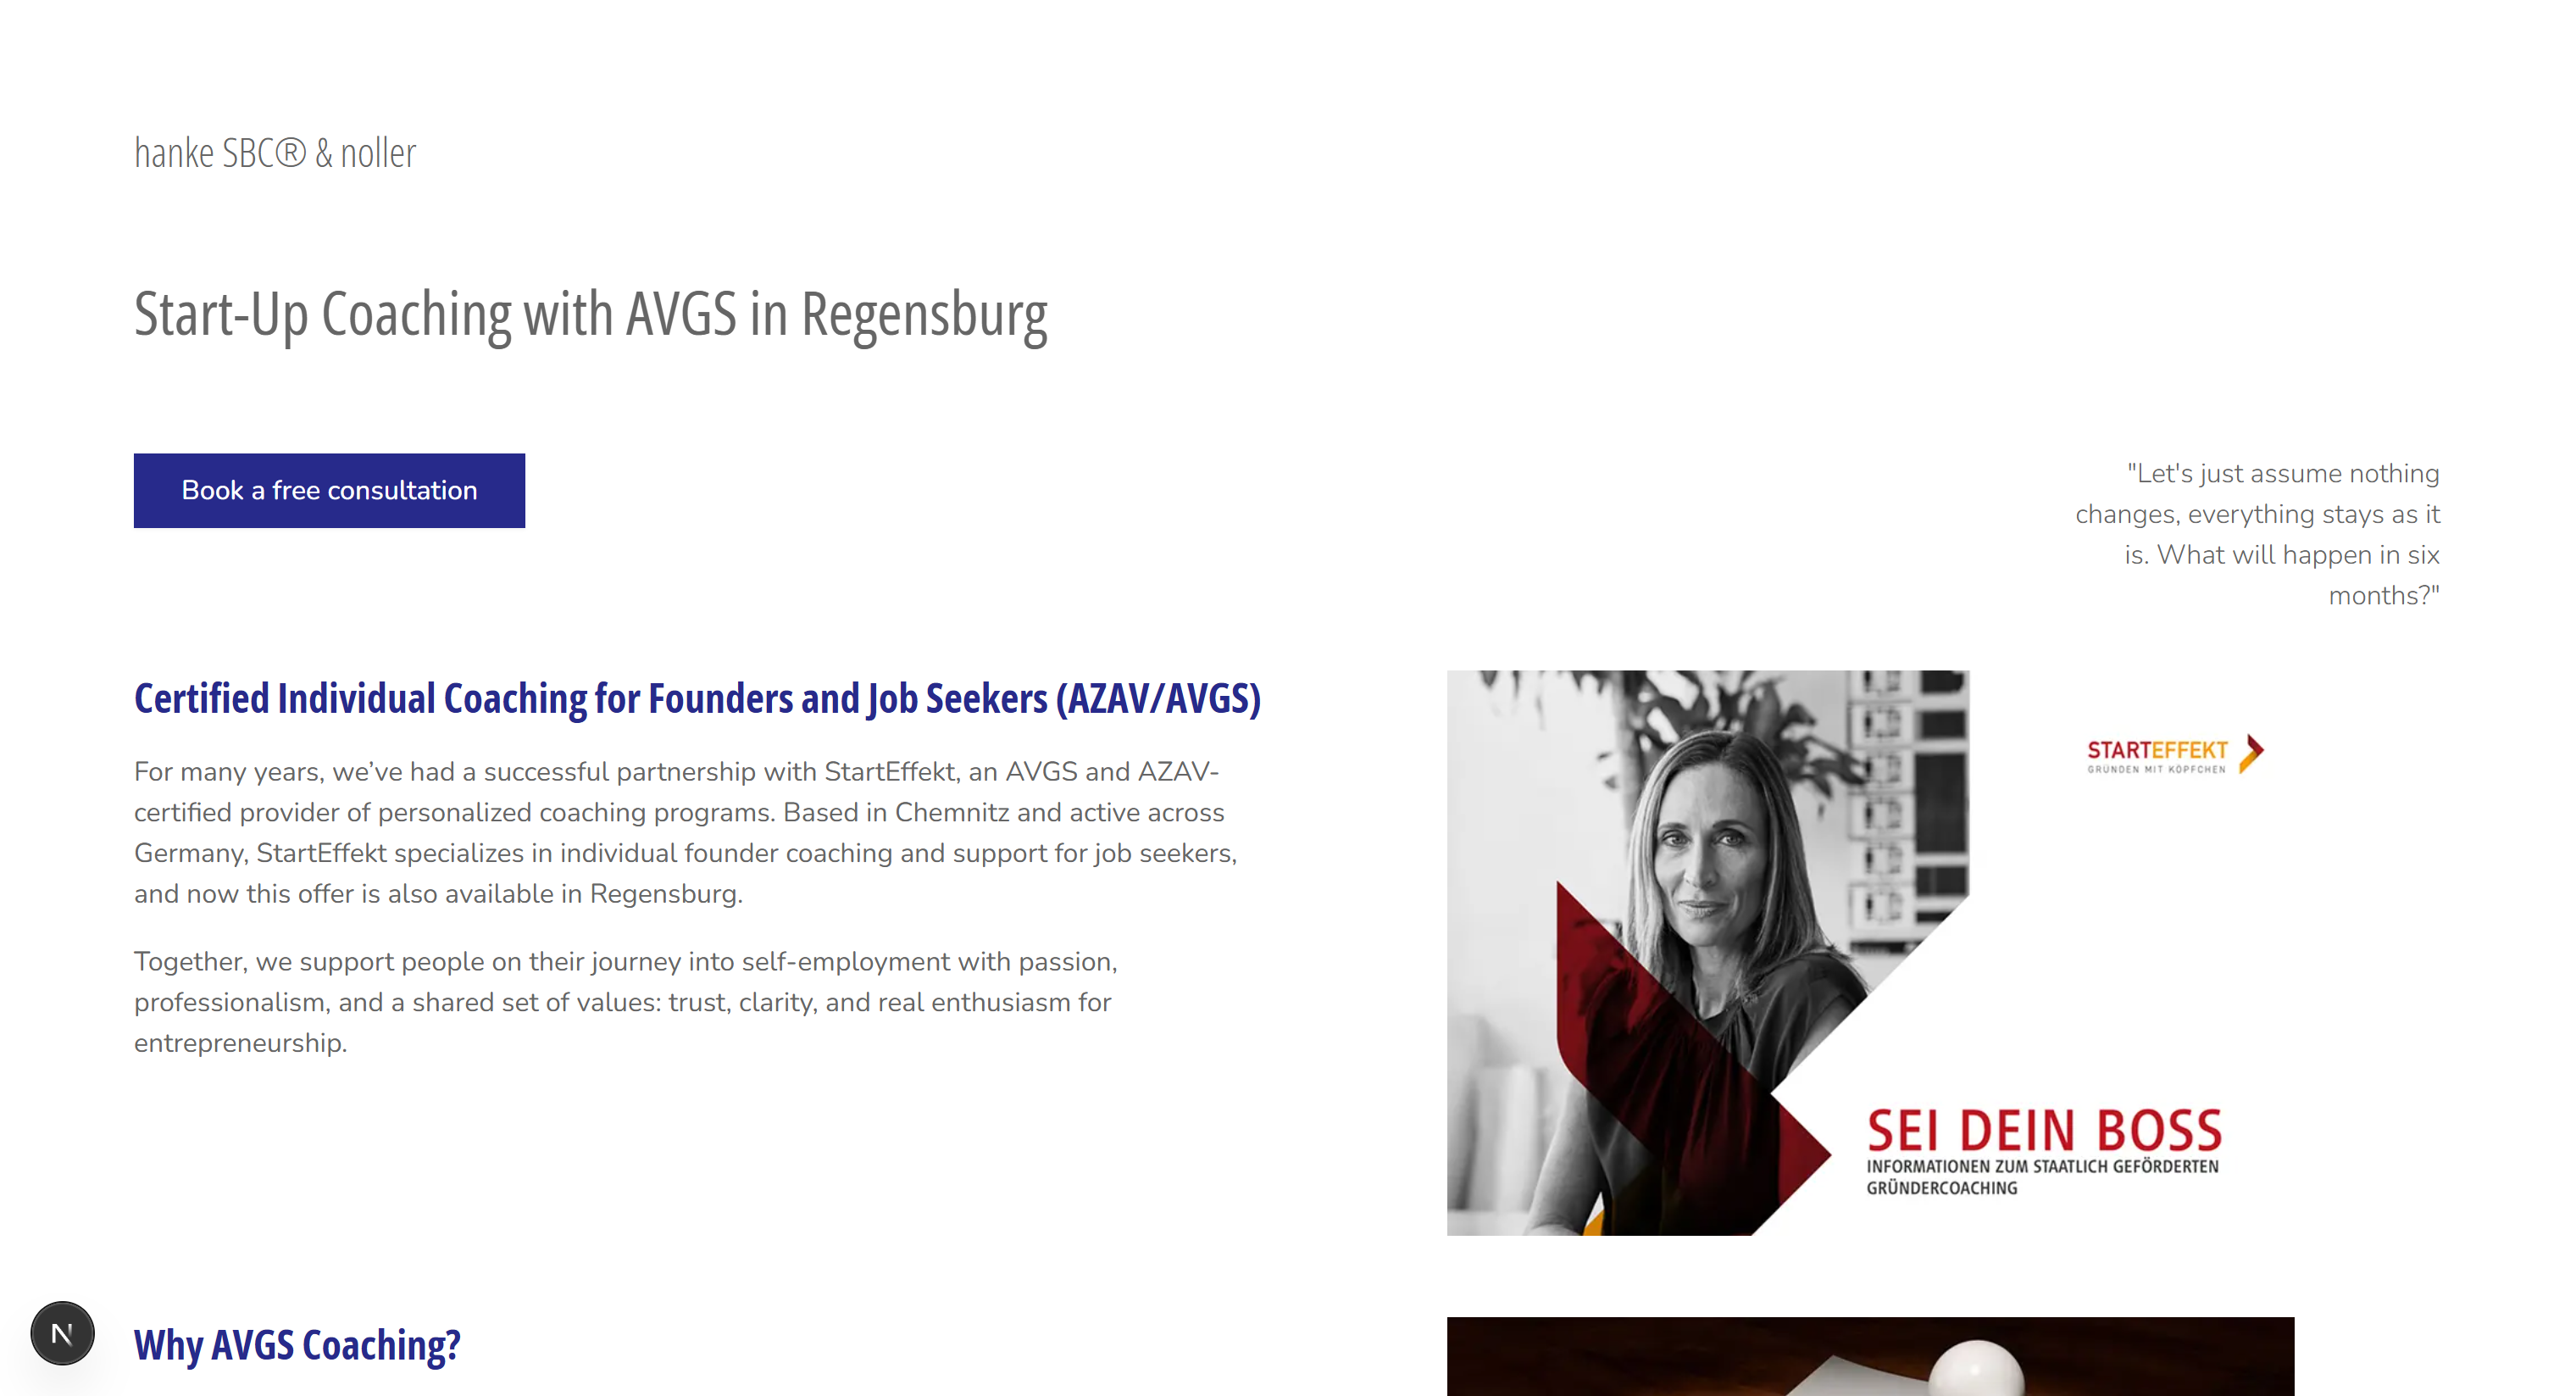 hanke SBC® & noller
Start-Up Coaching with AVGS in Regensburg
Book a free consultation
"Let's just assume nothing
changes, everything stays as it
is. What will happen in six
months?"
Certified Individual Coaching for Founders and Job Seekers (AZAV/AVGS)
For many years, we’ve had a successful partnership with StartEffekt, an AVGS and AZAV-
certified provider of personalized coaching programs. Based in Chemnitz and active across
Germany, StartEffekt specializes in individual founder coaching and support for job seekers,
and now this offer is also available in Regensburg.
Together, we support people on their journey into self-employment with passion,
professionalism, and a shared set of values: trust, clarity, and real enthusiasm for
entrepreneurship.
STARTEFFEKT
GRÜNDEN MIT KÖPFCHEN
SEI DEIN BOSS
INFORMATIONEN ZUM STAATLICH GEFÖRDERTEN
GRÜNDERCOACHING
N
Why AVGS Coaching?